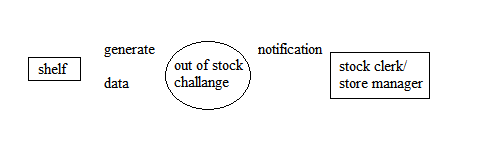 shelf
generate
data
out of stock
challange
notification
stock clerk/
store manager